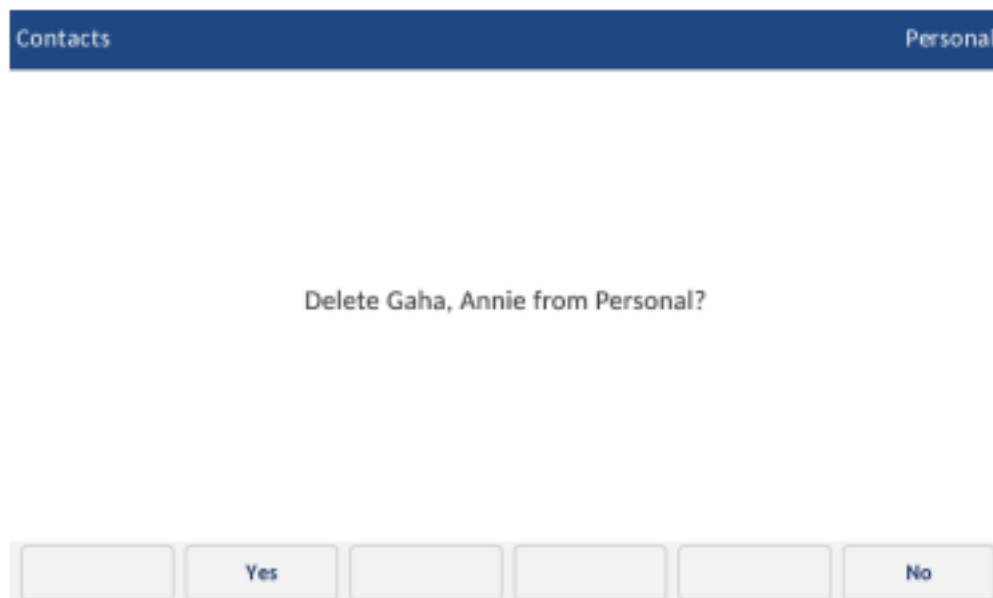 Contacts Personal
Delete Gaha, Annie from Personal?
Yes No